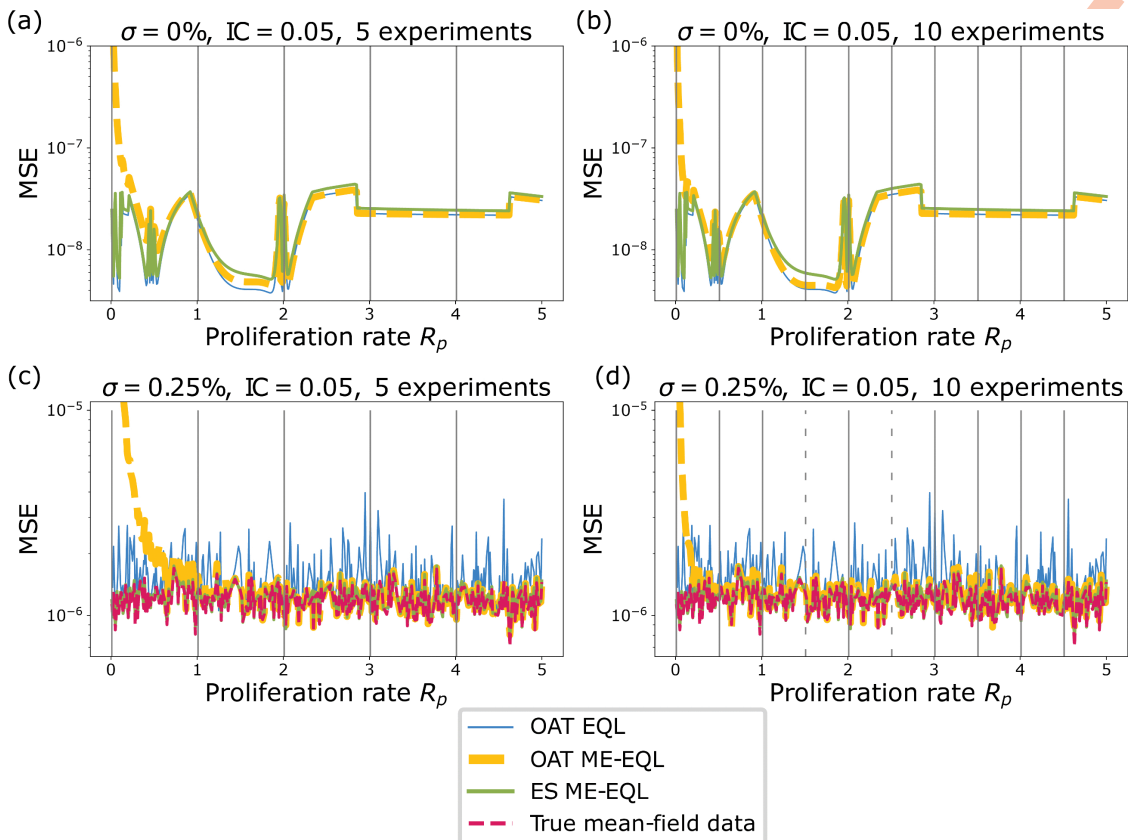 (a)
σ = 0%, IC = 0.05, 5 experiments
10⁻⁶
10⁻⁷
10⁻⁸
MSE
0 1 2 3 4 5
Proliferation rate Rₚ
(b)
σ = 0%, IC = 0.05, 10 experiments
10⁻⁶
10⁻⁷
10⁻⁸
MSE
0 1 2 3 4 5
Proliferation rate Rₚ
(c)
σ = 0.25%, IC = 0.05, 5 experiments
10⁻⁵
10⁻⁶
MSE
0 1 2 3 4 5
Proliferation rate Rₚ
(d)
σ = 0.25%, IC = 0.05, 10 experiments
10⁻⁵
10⁻⁶
MSE
0 1 2 3 4 5
Proliferation rate Rₚ
OAT EQL
OAT ME-EQL
ES ME-EQL
True mean-field data